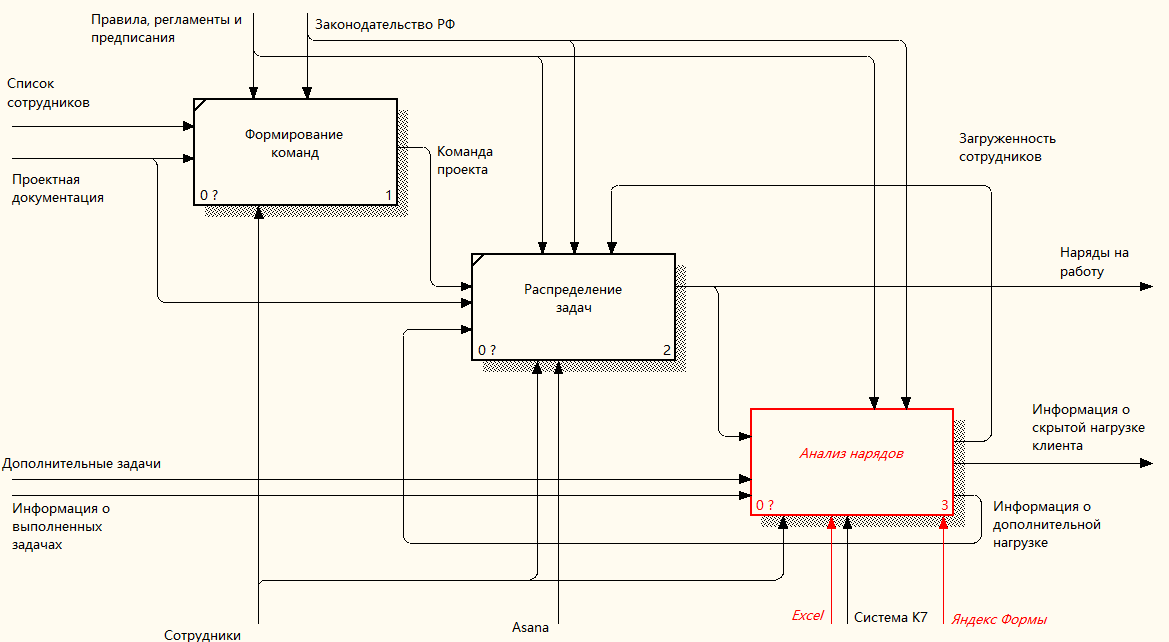 Правила, регламенты и
предписания
Законодательство РФ
Список
сотрудников
Формирование
команд
0 ?
1
Проектная
документация
Команда
проекта
Загруженность
сотрудников
Распределение
задач
0 ?
2
Наряды на
работу
Анализ нарядов
0 ?
3
Информация о
скрытой нагрузке
клиента
Дополнительные задачи
Информация о
выполненных
задачах
Информация о
дополнительной
нагрузке
Сотрудники
Asana
Excel
Система К7
Яндекс Формы